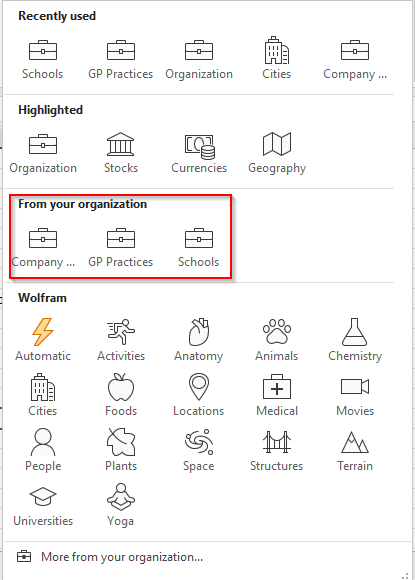 Recently used
Schools GP Practices Organization Cities Company ...
Highlighted
Organization Stocks Currencies Geography
From your organization
Company ... GP Practices Schools
Wolfram
Automatic Activities Anatomy Animals Chemistry
Cities Foods Locations Medical Movies
People Plants Space Structures Terrain
Universities Yoga
More from your organization...